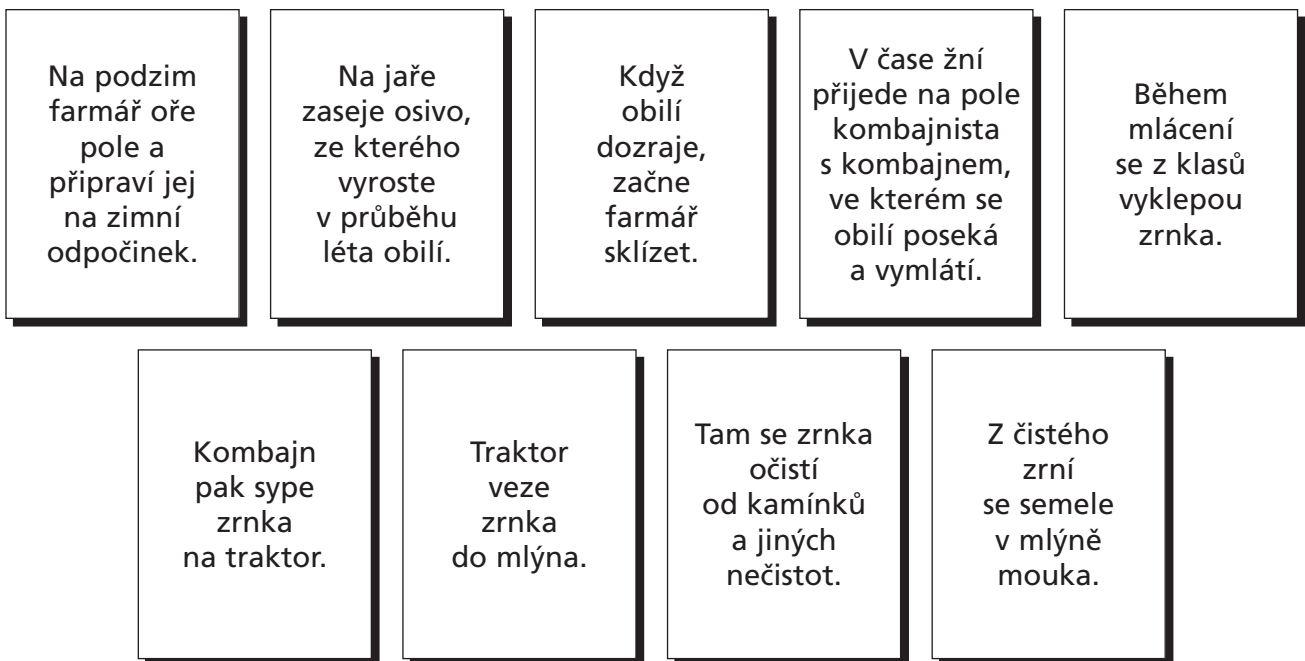 Na podzim
farmář oře
pole a
připraví jej
na zimní
odpočinek.
Na jaře
zaseje osivo,
ze kterého
vyroste
v průběhu
léta obilí.
Když
obilí
dozraje,
začne
farmář
sklízet.
V čase žní
přijede na pole
kombajnista
s kombajnem,
ve kterém se
obilí poseká
a vymlátí.
Během
mlácení
se z klasů
vyklepou
zrnka.
Kombajn
pak sype
zrnka
na traktor.
Traktor
veze
zrnka
do mlýna.
Tam se zrnka
očistí
od kamínků
a jiných
nečistot.
Z čistého
zrní
se semele
v mlýně
mouka.